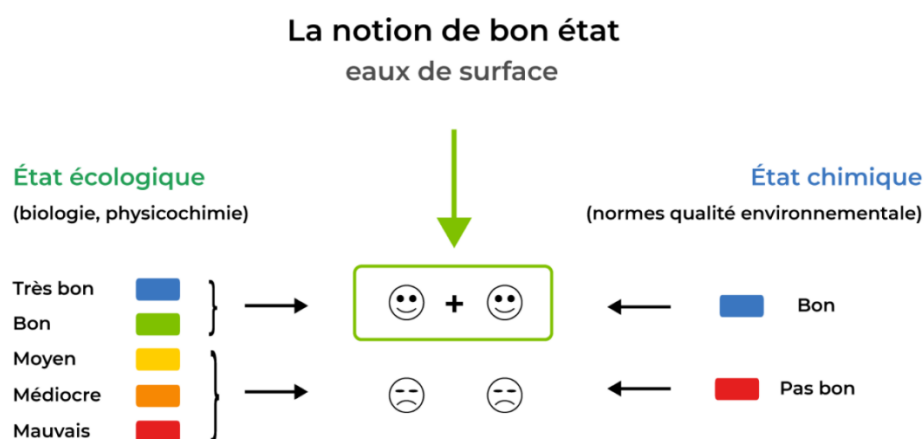 La notion de bon état
eaux de surface
État écologique
(biologie, physicochimie)
État chimique
(normes qualité environnementale)
Très bon
Bon
Moyen
Médiocre
Mauvais
+
Bon
Pas bon